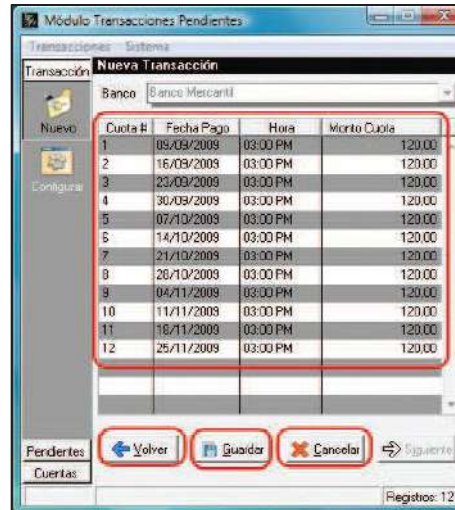 Módulo Transacciones Pendientes
Transacciones Sistema
Transacción
Nueva Transacción
Banco Banco Mercantil
Nuevo
Configurar
Cuota # Fecha Pago Hora Monto Cuota
1 09/09/2009 03:00 PM 120,00
2 16/09/2009 03:00 PM 120,00
3 23/09/2009 03:00 PM 120,00
4 30/09/2009 03:00 PM 120,00
5 07/10/2009 03:00 PM 120,00
6 14/10/2009 03:00 PM 120,00
7 21/10/2009 03:00 PM 120,00
8 28/10/2009 03:00 PM 120,00
9 04/11/2009 03:00 PM 120,00
10 11/11/2009 03:00 PM 120,00
11 18/11/2009 03:00 PM 120,00
12 25/11/2009 03:00 PM 120,00
Volver Guardar Cancelar Siguiente
Pendientes
Cuentas
Registros: 12